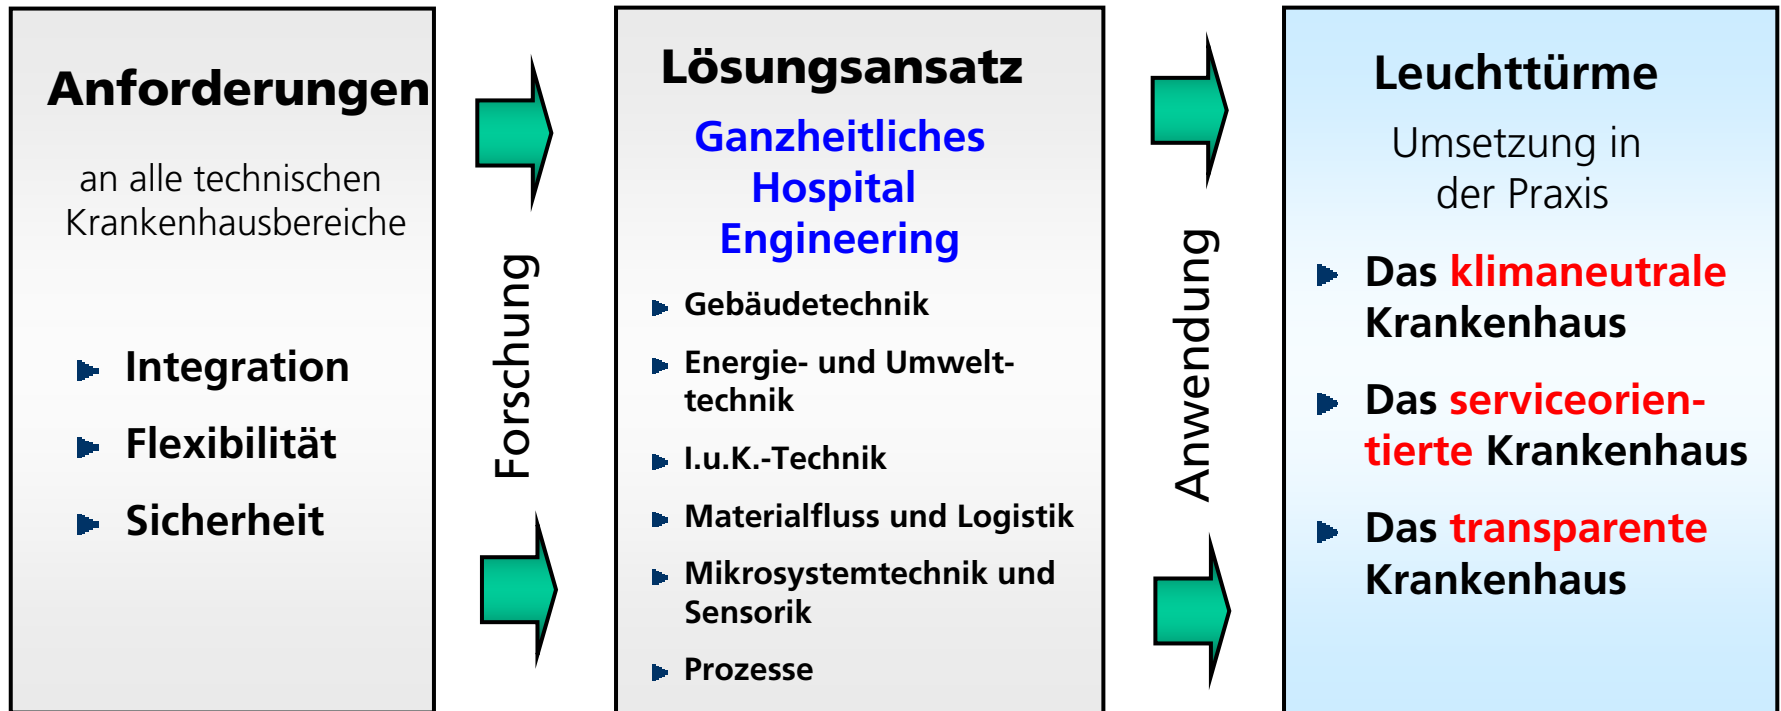 Anforderungen
an alle technischen
Krankenhausbereiche
Integration
Flexibilität
Sicherheit
Forschung
Lösungsansatz
Ganzheitliches
Hospital
Engineering
Gebäudetechnik
Energie- und Umwelt-
technik
I.u.K.-Technik
Materialfluss und Logistik
Mikrosystemtechnik und
Sensorik
Prozesse
Anwendung
Leuchttürme
Umsetzung in
der Praxis
Das klimaneutrale
Krankenhaus
Das serviceorien-
tierte Krankenhaus
Das transparente
Krankenhaus